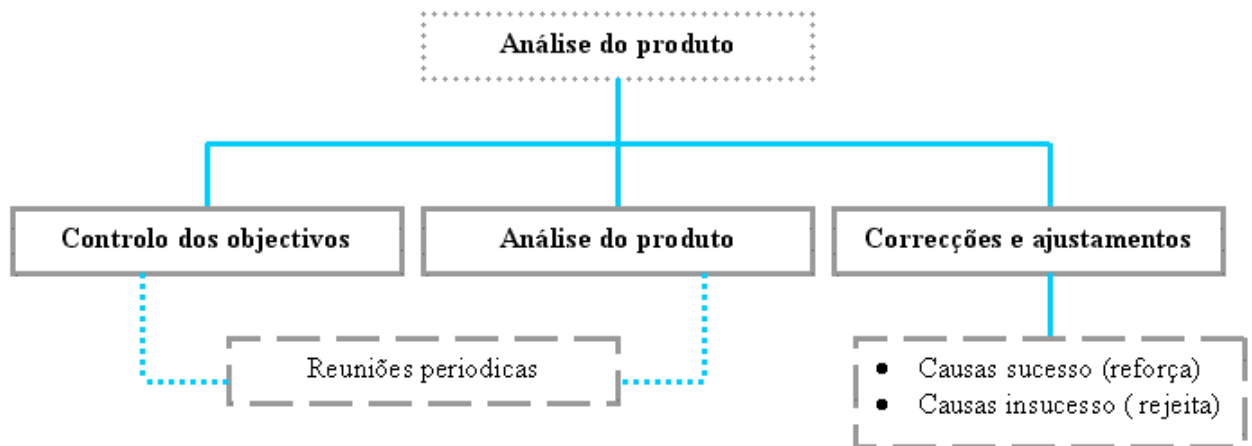 Análise do produto
Controlo dos objectivos
Análise do produto
Correcções e ajustamentos
Reuniões periodicas
• Causas sucesso (reforça)
• Causas insucesso ( rejeita)